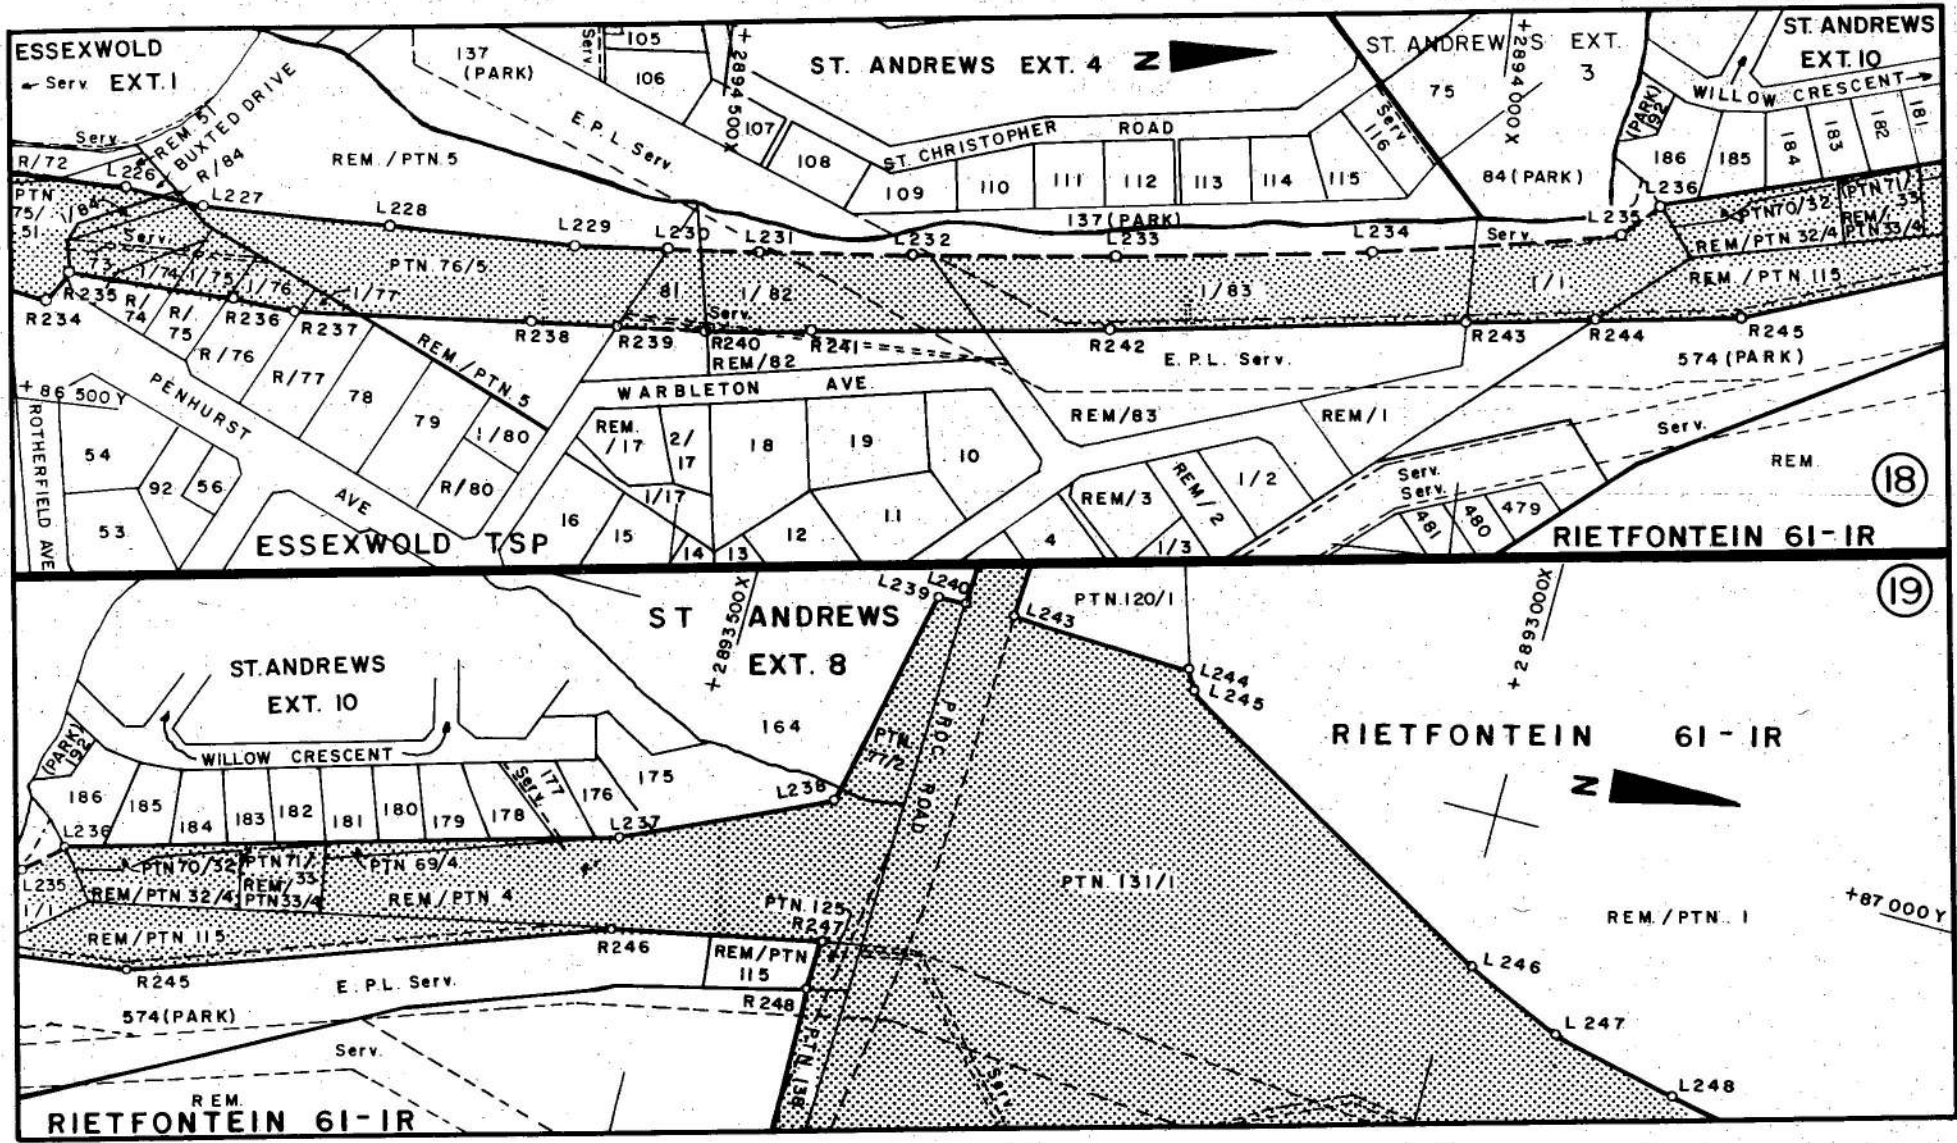 ESSEXWOLD
← Serv. EXT.1
Serv.
R/72
REM 51
BUXTED DRIVE
R/84
L226
L227
PTN
75/
51
1/84
Serv.
73
137
(PARK)
REM./PTN.5
E.P.L. Serv.
Serv.
105
106
107
108
+2894500X
ST. ANDREWS EXT. 4
N
ST. CHRISTOPHER ROAD
109
110
111
112
113
114
115
Serv.
116
137(PARK)
ST. ANDREWS EXT.
3
75
+2894000X
84(PARK)
ST. ANDREWS
EXT. 10
WILLOW CRESCENT→
(PARK)
192
186
185
184
183
182
181
L228
L229
L230
L231
L232
L233
L234
Serv.
L235
L236
PTN70/32
REM/PTN 32/4
PTN71/
33
REM/
PTN33/4
REM./PTN.115
PTN.76/5
81
1/82
1/83
1/1
1/74
1/75
1/76
1/77
Serv.
R234
R235
R236
R237
R238
R239
R240
R241
R242
R243
R244
R245
R/
74
R/.
75
R/76
R/77
78
79
1/80
R/80
REM./PTN.5
REM/82
WARBLETON AVE.
E.P.L. Serv.
574(PARK)
+86 500Y
PENHURST AVE
ROTHERFIELD AVE
54
53
92
56
REM.
/17
2/
17
1/17
18
19
10
16
15
14
13
12
11
REM/83
REM/1
REM/3
REM/2
1/2
1/3
4
Serv.
Serv.
Serv.
481
480
479
REM.
18
ESSEXWOLD TSP
RIETFONTEIN 61-IR
19
ST ANDREWS
EXT. 8
+2893500X
L239
L240
L243
PTN.120/1
L244
L245
+2893000X
ST. ANDREWS
EXT. 10
164
PTN.
77/2
PROC ROAD
RIETFONTEIN 61-IR
N
WILLOW CRESCENT
(PARK)
192
186
185
184
183
182
181
180
179
178
Serv.
177
176
175
L238
L237
L236
L235
1/1
PTN70/32
REM/PTN 32/4
PTN71/
33
REM/
PTN33/4
PTN 69/4
REM/PTN 4
REM/PTN 115
PTN.125
R247
PTN. 131/1
REM./PTN. 1
+87 000Y
R245
R246
REM/PTN
115
R248
E.P.L. Serv.
574(PARK)
Serv.
PTN.138
Serv.
L246
L247
L248
REM.
RIETFONTEIN 61-IR